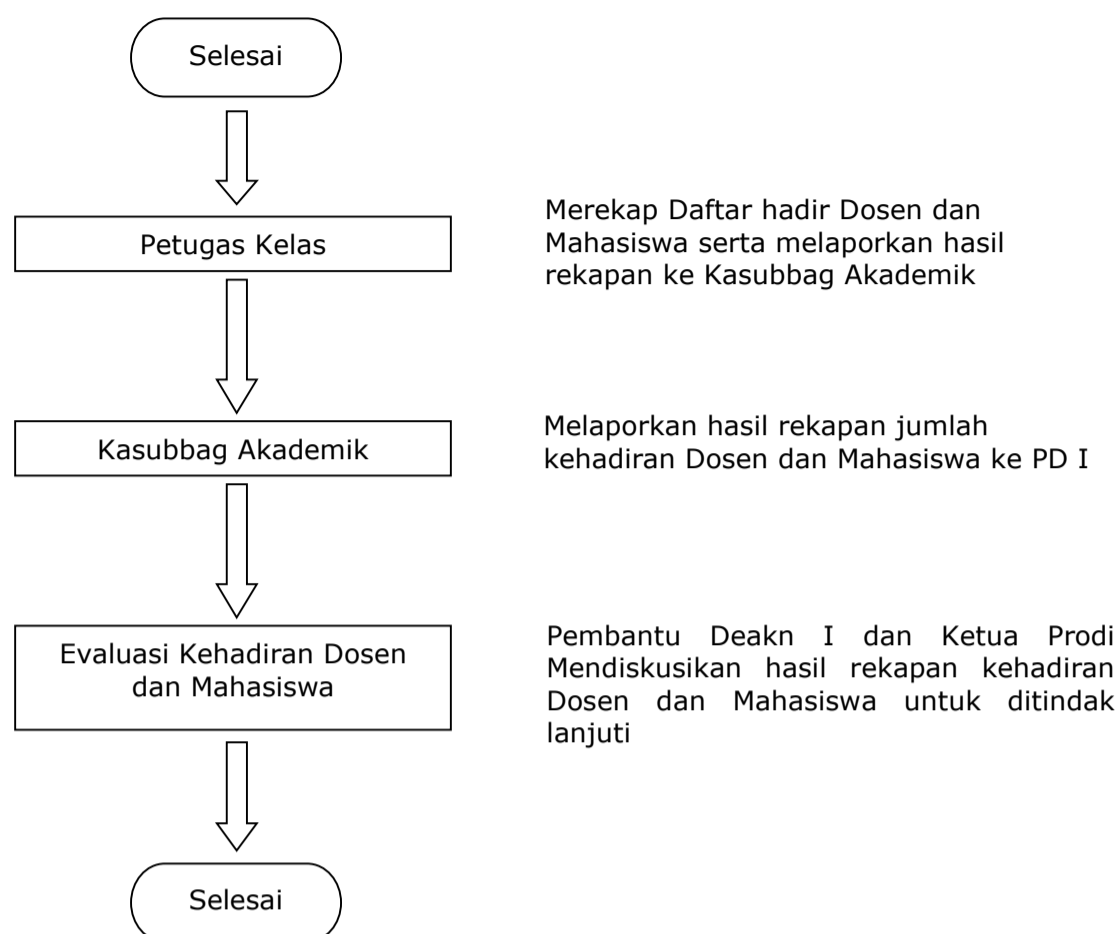 Selesai
Petugas Kelas
Merekap Daftar hadir Dosen dan
Mahasiswa serta melaporkan hasil
rekapan ke Kasubbag Akademik
Kasubbag Akademik
Melaporkan hasil rekapan jumlah
kehadiran Dosen dan Mahasiswa ke PD I
Evaluasi Kehadiran Dosen
dan Mahasiswa
Pembantu Deakn I dan Ketua Prodi
Mendiskusikan hasil rekapan kehadiran
Dosen dan Mahasiswa untuk ditindak
lanjuti
Selesai